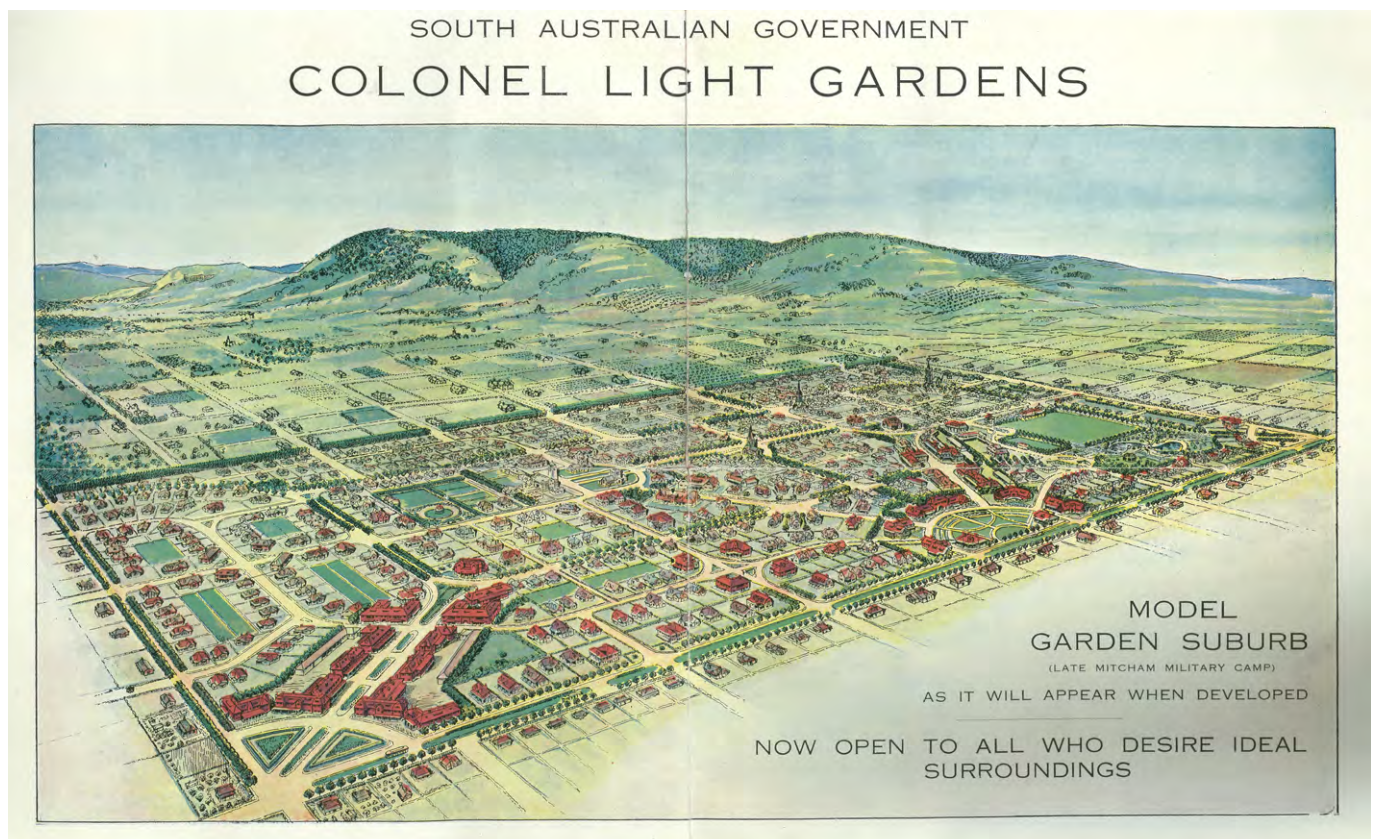 SOUTH AUSTRALIAN GOVERNMENT
COLONEL LIGHT GARDENS
MODEL
GARDEN SUBURB
(LATE MITCHAM MILITARY CAMP)
AS IT WILL APPEAR WHEN DEVELOPED
NOW OPEN TO ALL WHO DESIRE IDEAL
SURROUNDINGS